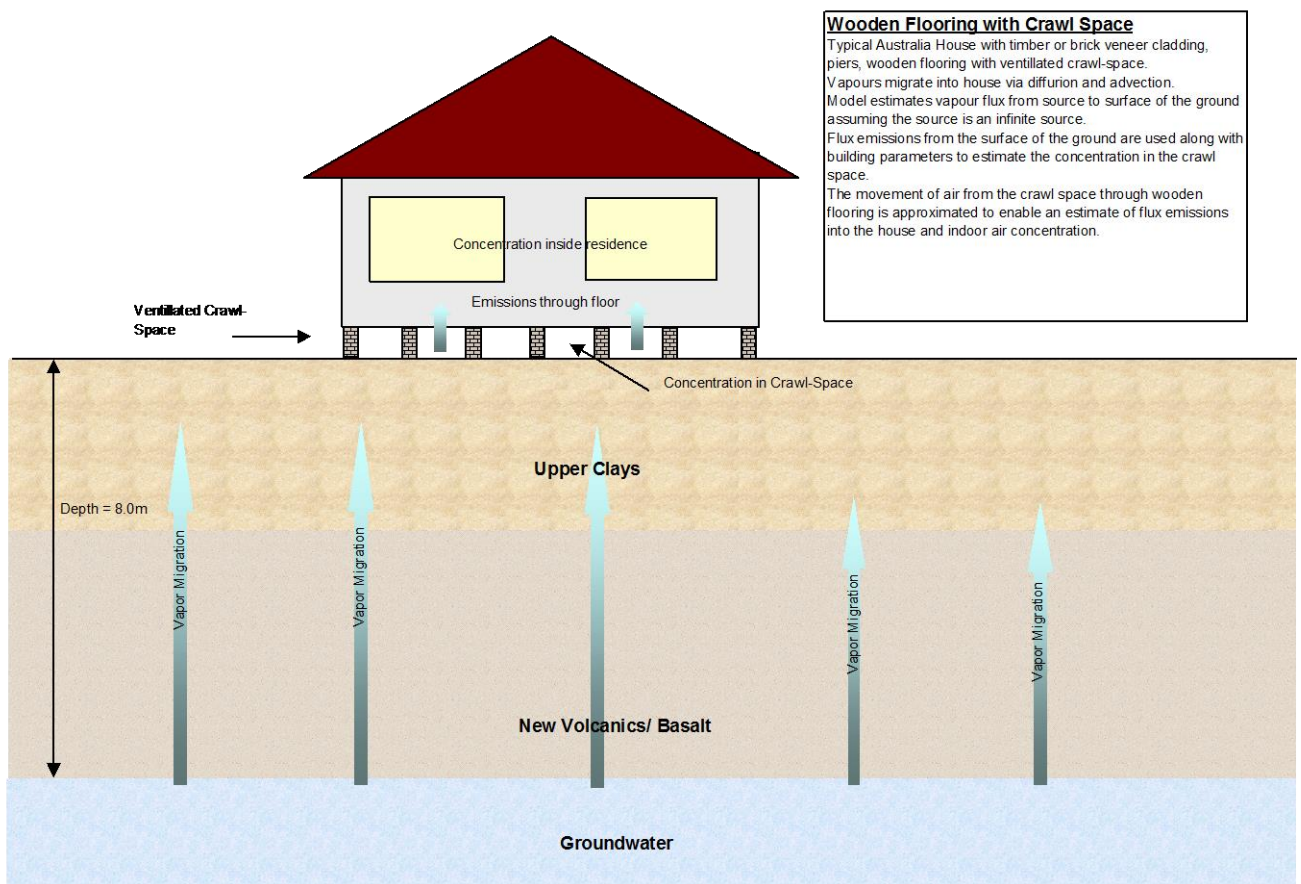 Wooden Flooring with Crawl Space
Typical Australia House with timber or brick veneer cladding,
piers, wooden flooring with ventillated crawl-space.
Vapours migrate into house via diffurion and advection.
Model estimates vapour flux from source to surface of the ground
assuming the source is an infinite source.
Flux emissions from the surface of the ground are used along with
building parameters to estimate the concentration in the crawl
space.
The movement of air from the crawl space through wooden
flooring is approximated to enable an estimate of flux emissions
into the house and indoor air concentration.
Concentration inside residence
Emissions through floor
Ventillated Crawl-
Space
Concentration in Crawl-Space
Upper Clays
Depth = 8.0m
Vapor Migration
Vapor Migration
Vapor Migration
Vapor Migration
New Volcanics/ Basalt
Groundwater